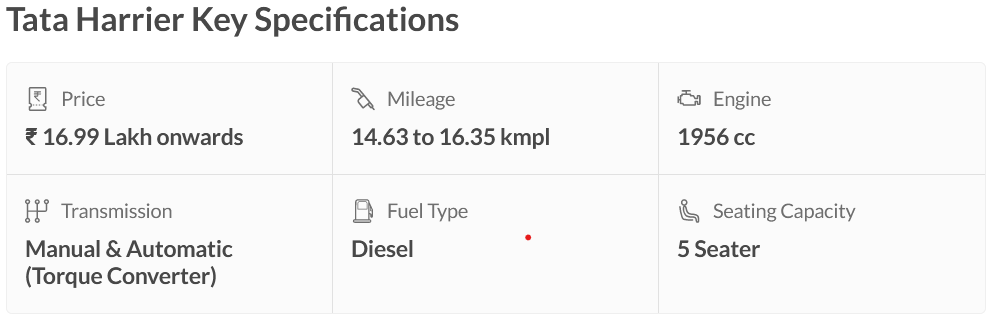 Tata Harrier Key Specifications
Price
₹ 16.99 Lakh onwards
Mileage
14.63 to 16.35 kmpl
Engine
1956 cc
Transmission
Manual & Automatic
(Torque Converter)
Fuel Type
Diesel
Seating Capacity
5 Seater